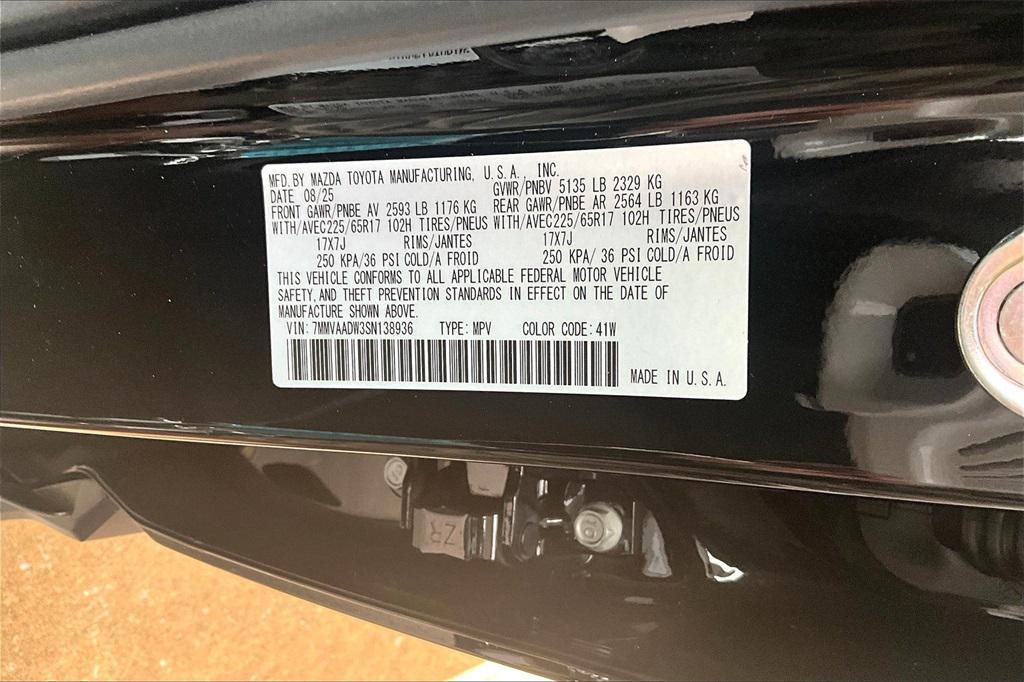 MFD. BY MAZDA TOYOTA MANUFACTURING, U.S.A., INC.
DATE 08/25 GVWR/PNBV 5135 LB 2329 KG
FRONT GAWR/PNBE AV 2593 LB 1176 KG REAR GAWR/PNBE AR 2564 LB 1163 KG
WITH/AVEC225/65R17 102H TIRES/PNEUS WITH/AVEC225/65R17 102H TIRES/PNEUS
17X7J RIMS/JANTES 17X7J RIMS/JANTES
250 KPA/36 PSI COLD/A FROID 250 KPA/ 36 PSI COLD/A FROID
THIS VEHICLE CONFORMS TO ALL APPLICABLE FEDERAL MOTOR VEHICLE
SAFETY, AND THEFT PREVENTION STANDARDS IN EFFECT ON THE DATE OF
MANUFACTURE SHOWN ABOVE.
VIN: 7MMVAADW3SN138936 TYPE: MPV COLOR CODE: 41W
MADE IN U.S.A.
ZR
10